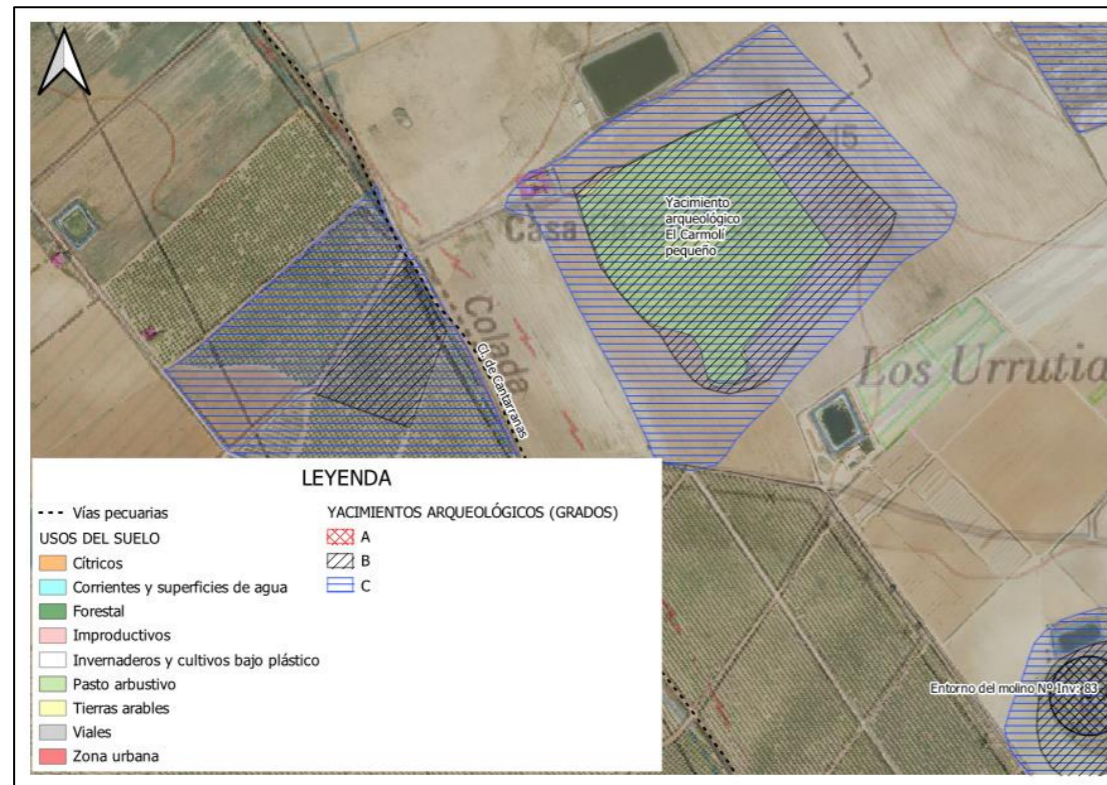 15
Yacimiento
arqueológico
El Carmolí
pequeño
Casa
Colada
Cl. de Cantarranas
Los Urrutia
Entorno del molino Nº Inv: 83
LEYENDA
Vías pecuarias
USOS DEL SUELO
Cítricos
Corrientes y superficies de agua
Forestal
Improductivos
Invernaderos y cultivos bajo plástico
Pasto arbustivo
Tierras arables
Viales
Zona urbana
YACIMIENTOS ARQUEOLÓGICOS (GRADOS)
A
B
C